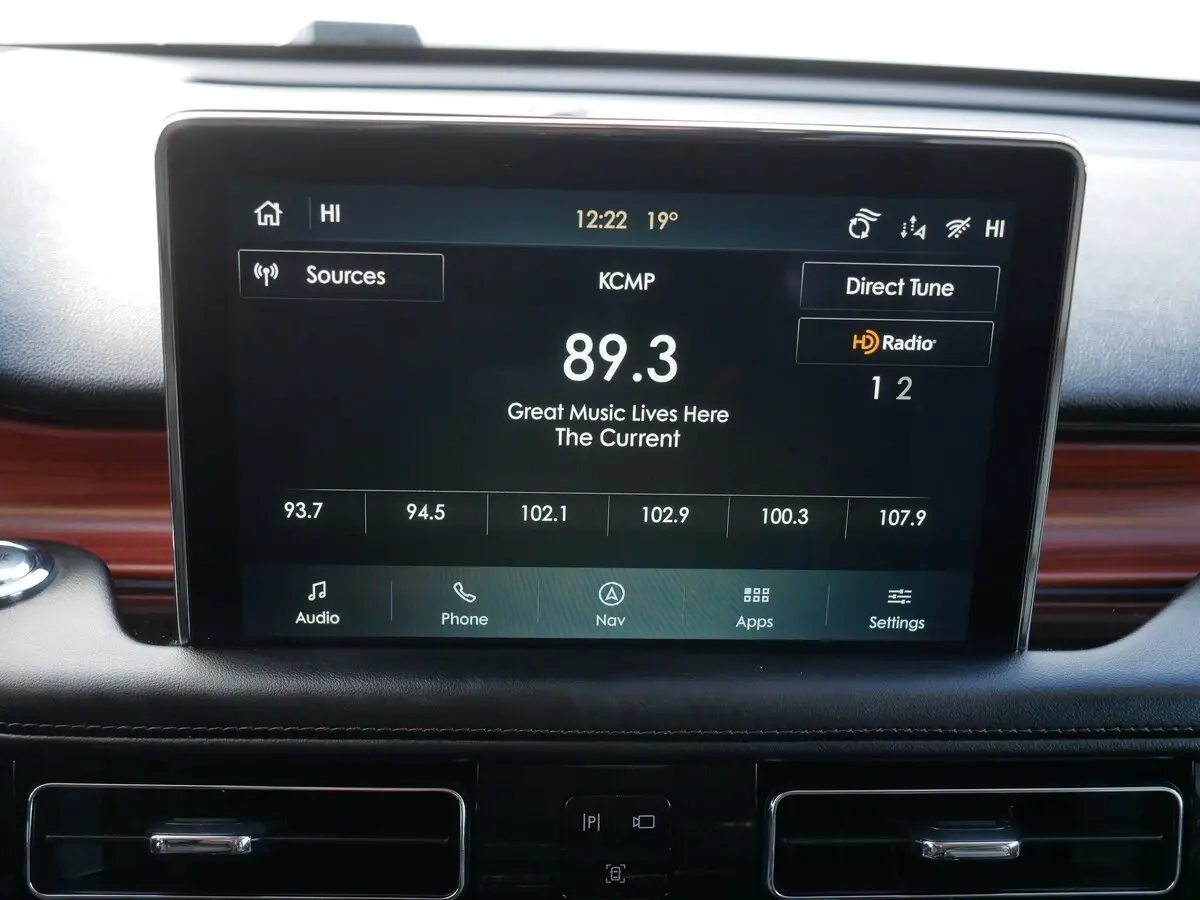 HI 12:22 19° HI
Sources KCMP Direct Tune
HD Radio
89.3
1 2
Great Music Lives Here
The Current
93.7 94.5 102.1 102.9 100.3 107.9
Audio Phone Nav Apps Settings
P